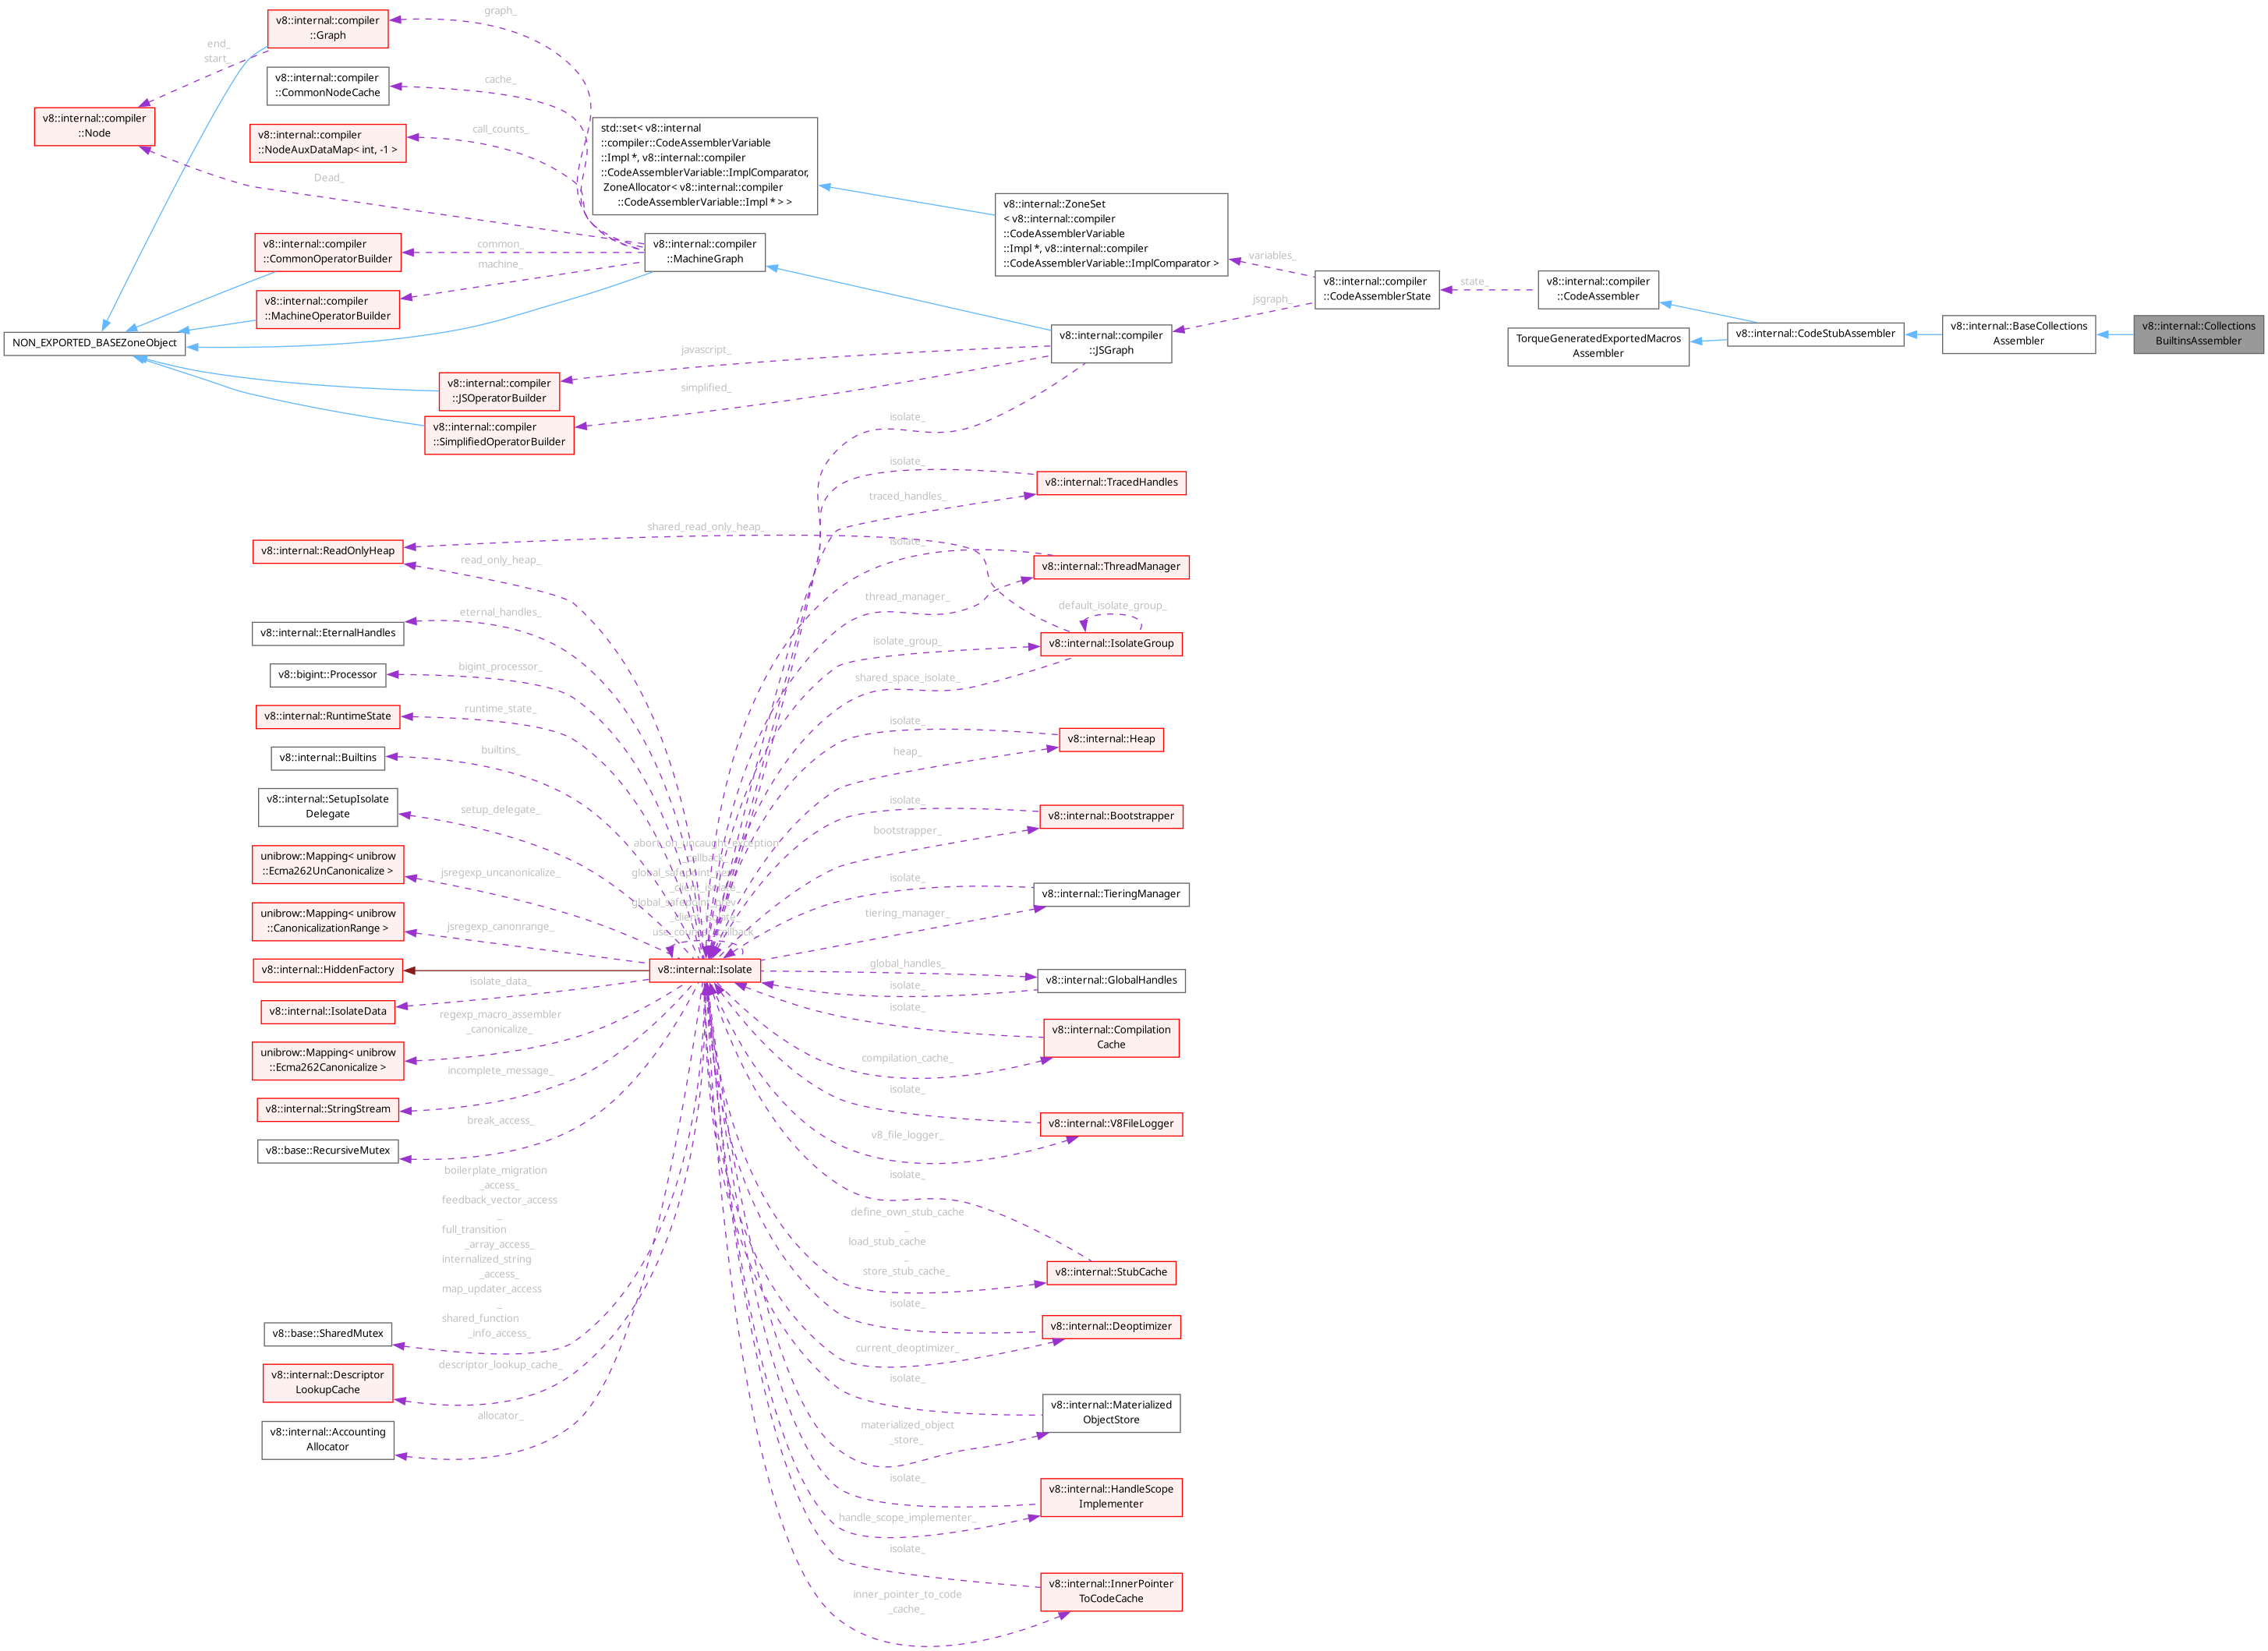 v8::internal::compiler
::Graph
graph_
end_
start_
v8::internal::compiler
::CommonNodeCache
cache_
v8::internal::compiler
::Node
v8::internal::compiler
::NodeAuxDataMap< int, -1 >
call_counts_
Dead_
std::set< v8::internal
::compiler::CodeAssemblerVariable
::Impl *, v8::internal::compiler
::CodeAssemblerVariable::ImplComparator,
ZoneAllocator< v8::internal::compiler
::CodeAssemblerVariable::Impl * > >
v8::internal::ZoneSet
< v8::internal::compiler
::CodeAssemblerVariable
::Impl *, v8::internal::compiler
::CodeAssemblerVariable::ImplComparator >
v8::internal::compiler
::CommonOperatorBuilder
common_
machine_
v8::internal::compiler
::MachineGraph
v8::internal::compiler
::MachineOperatorBuilder
variables_
jsgraph_
v8::internal::compiler
::CodeAssemblerState
state_
v8::internal::compiler
::CodeAssembler
NON_EXPORTED_BASEZoneObject
v8::internal::compiler
::JSGraph
TorqueGeneratedExportedMacros
Assembler
v8::internal::CodeStubAssembler
v8::internal::BaseCollections
Assembler
v8::internal::Collections
BuiltinsAssembler
javascript_
simplified_
v8::internal::compiler
::JSOperatorBuilder
v8::internal::compiler
::SimplifiedOperatorBuilder
isolate_
isolate_
traced_handles_
v8::internal::TracedHandles
shared_read_only_heap_
v8::internal::ReadOnlyHeap
read_only_heap_
isolate_
v8::internal::ThreadManager
thread_manager_
default_isolate_group_
eternal_handles_
v8::internal::EternalHandles
isolate_group_
v8::internal::IsolateGroup
shared_space_isolate_
bigint_processor_
v8::bigint::Processor
runtime_state_
v8::internal::RuntimeState
isolate_
v8::internal::Heap
heap_
builtins_
v8::internal::Builtins
v8::internal::SetupIsolate
Delegate
setup_delegate_
isolate_
v8::internal::Bootstrapper
bootstrapper_
abort_on_uncaught_exception
_callback_
global_safepoint_next
_client_isolate_
global_safepoint_prev
_client_isolate_
use_counter_callback_
unibrow::Mapping< unibrow
::Ecma262UnCanonicalize >
jsregexp_uncanonicalize_
isolate_
v8::internal::TieringManager
tiering_manager_
unibrow::Mapping< unibrow
::CanonicalizationRange >
jsregexp_canonrange_
v8::internal::HiddenFactory
v8::internal::Isolate
global_handles_
v8::internal::GlobalHandles
isolate_
isolate_data_
v8::internal::IsolateData
isolate_
v8::internal::Compilation
Cache
compilation_cache_
regexp_macro_assembler
_canonicalize_
unibrow::Mapping< unibrow
::Ecma262Canonicalize >
incomplete_message_
v8::internal::StringStream
isolate_
v8::internal::V8FileLogger
v8_file_logger_
break_access_
v8::base::RecursiveMutex
isolate_
boilerplate_migration
_access_
feedback_vector_access
_
full_transition
_array_access_
internalized_string
_access_
map_updater_access
_
shared_function
_info_access_
v8::base::SharedMutex
define_own_stub_cache
_
load_stub_cache
_
store_stub_cache_
v8::internal::StubCache
isolate_
v8::internal::Deoptimizer
current_deoptimizer_
descriptor_lookup_cache_
v8::internal::Descriptor
LookupCache
isolate_
v8::internal::Materialized
ObjectStore
materialized_object
_store_
allocator_
v8::internal::Accounting
Allocator
isolate_
v8::internal::HandleScope
Implementer
handle_scope_implementer_
isolate_
v8::internal::InnerPointer
ToCodeCache
inner_pointer_to_code
_cache_